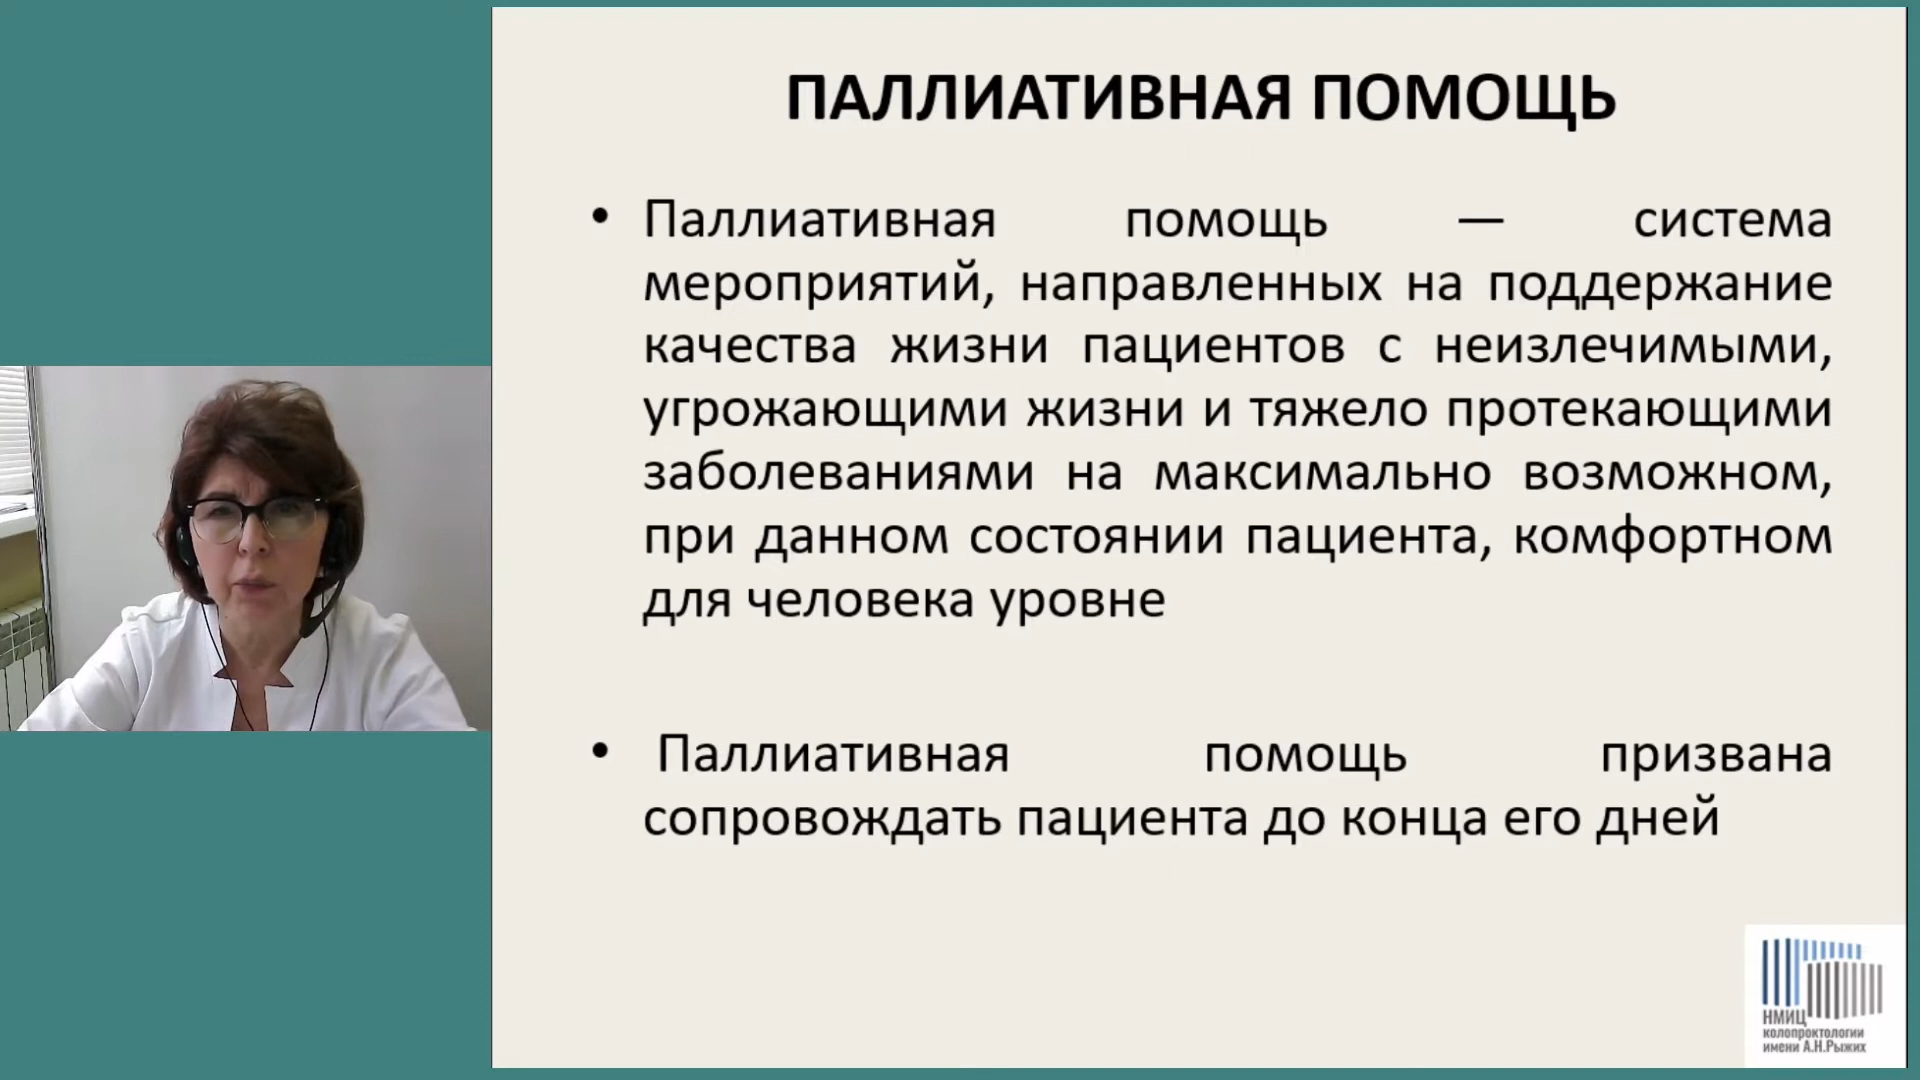 ПАЛЛИАТИВНАЯ ПОМОЩЬ
• Паллиативная помощь — система
мероприятий, направленных на поддержание
качества жизни пациентов с неизлечимыми,
угрожающими жизни и тяжело протекающими
заболеваниями на максимально возможном,
при данном состоянии пациента, комфортном
для человека уровне
• Паллиативная помощь призвана
сопровождать пациента до конца его дней
НМИЦ
колопроктологии
имени А.Н.Рыжих